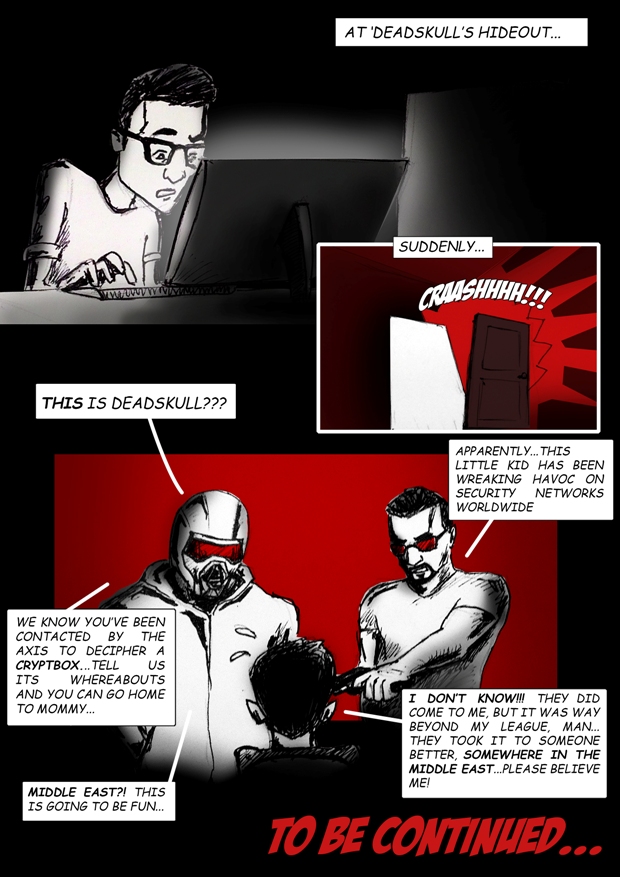 AT 'DEADSKULL'S HIDEOUT...
SUDDENLY...
CRAASHHHH!!!
THIS IS DEADSKULL???
APPARENTLY...THIS
LITTLE KID HAS BEEN
WREAKING HAVOC ON
SECURITY NETWORKS
WORLDWIDE
WE KNOW YOU'VE BEEN
CONTACTED BY THE
AXIS TO DECIPHER A
CRYPTBOX...TELL US
ITS WHEREABOUTS
AND YOU CAN GO HOME
TO MOMMY...
I DON'T KNOW!!! THEY DID
COME TO ME, BUT IT WAS WAY
BEYOND MY LEAGUE, MAN...
THEY TOOK IT TO SOMEONE
BETTER, SOMEWHERE IN THE
MIDDLE EAST...PLEASE BELIEVE
ME!
MIDDLE EAST?! THIS
IS GOING TO BE FUN...
TO BE CONTINUED...